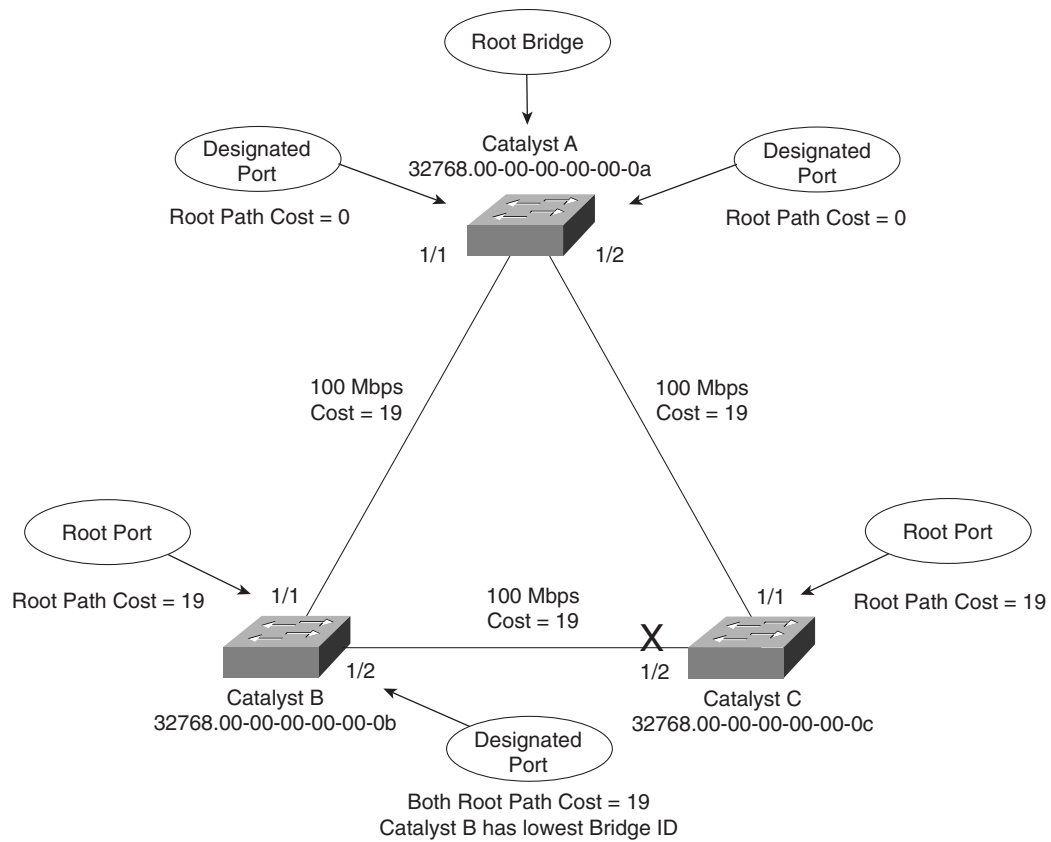 Root Bridge
Catalyst A
32768.00-00-00-00-00-0a
Designated
Port
Root Path Cost = 0
Designated
Port
Root Path Cost = 0
1/1
1/2
100 Mbps
Cost = 19
100 Mbps
Cost = 19
Root Port
Root Path Cost = 19
1/1
100 Mbps
Cost = 19
Root Port
1/1
Root Path Cost = 19
1/2
X
1/2
Catalyst B
32768.00-00-00-00-00-0b
Catalyst C
32768.00-00-00-00-00-0c
Designated
Port
Both Root Path Cost = 19
Catalyst B has lowest Bridge ID